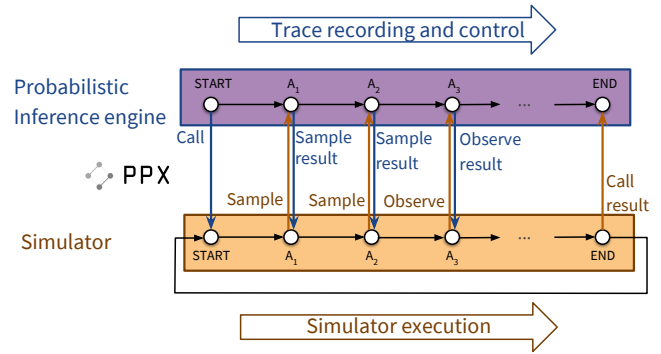 Trace recording and control
Probabilistic
Inference engine
START A₁ A₂ A₃ ... END
Call
Sample
result
Sample
result
Observe
result
PPX
Sample
Sample
Observe
Call
result
Simulator
START A₁ A₂ A₃ ... END
Simulator execution